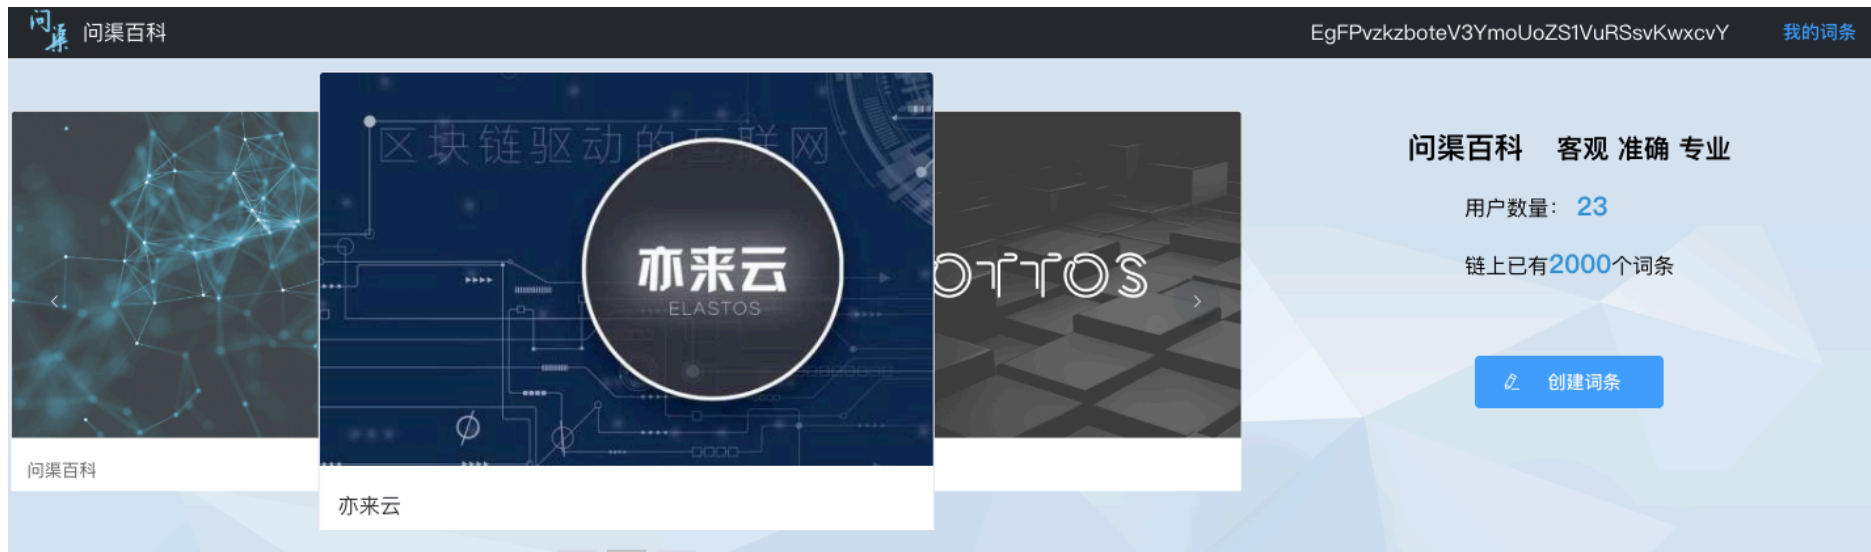 问渠
问渠百科
EgFPvzkzboteV3YmoUoZS1VuRSsvKwxcvY
我的词条
区块链驱动的互联网
亦来云
ELASTOS
OTTOS
问渠百科
亦来云
问渠百科 客观 准确 专业
用户数量： 23
链上已有2000个词条
创建词条